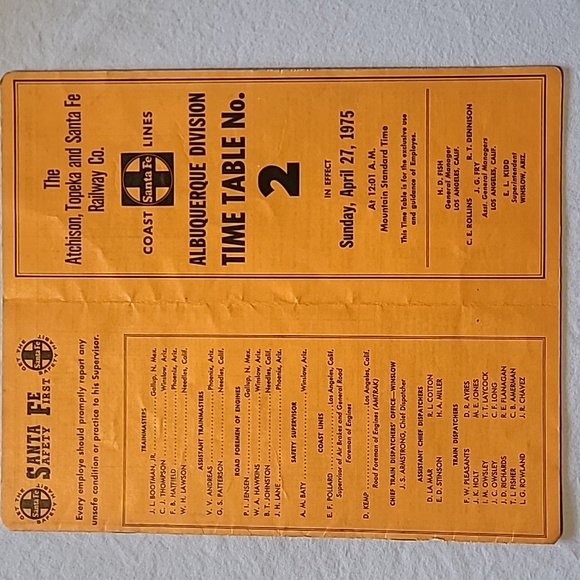 The
Atchison, Topeka and Santa Fe
Railway Co.
COAST Santa Fe LINES
ALBUQUERQUE DIVISION
TIME TABLE No.
2
IN EFFECT
Sunday, April 27, 1975
At 12:01 A.M.
Mountain Standard Time
This Time Table is for the exclusive use
and guidance of Employes.
H. D. FISH
General Manager
LOS ANGELES, CALIF.
C. E. ROLLINS J. G. FRY R. T. DENNISON
Asst. General Managers
LOS ANGELES, CALIF.
E. L. KIDD
Superintendent
WINSLOW, ARIZ.
Santa Fe SANTA FE Santa Fe
SAFETY FIRST
Every employe should promptly report any
unsafe condition or practice to his supervisor.
TRAINMASTERS
J. L. BOOTMAN, JR. Gallup, N. Mex.
C. J. THOMPSON Winslow, Ariz.
F. R. HATFIELD Phoenix, Ariz.
W. H. LAWSON Needles, Calif.
ASSISTANT TRAINMASTERS
V. V. ANDREAS Phoenix, Ariz.
G. S. PATTERSON Needles, Calif.
ROAD FOREMEN OF ENGINES
P. L. JENSEN Gallup, N. Mex.
W. A. HAWKINS Winslow, Ariz.
B. T. JOHNSTON Needles, Calif.
J. H. LANE Phoenix, Ariz.
SAFETY SUPERVISOR
A. M. BATY Winslow, Ariz.
COAST LINES
E. F. POLLARD Los Angeles, Calif.
Supervisor of Air Brakes and General Road
Foreman of Engines
D. KEMP Los Angeles, Calif.
Road Foreman of Engines (AMTRAK)
CHIEF TRAIN DISPATCHERS' OFFICE—WINSLOW
J. S. ARMSTRONG, Chief Dispatcher
ASSISTANT CHIEF DISPATCHERS
D. LA MAR R. L. COTTON
E. D. STINSON H. A. MILLER
TRAIN DISPATCHERS
F. W. PLEASANTS D. R. AYRES
J. K. HOLT M. E. JONES
I. M. OWSLEY T. T. LAYCOCK
J. C. OWSLEY C. F. LONG
J. D. RICHARDS E. E. FLANAGAN
T. L. FISHER C. B. AMERMAN
L. G. ROWLAND J. R. CHAVEZ